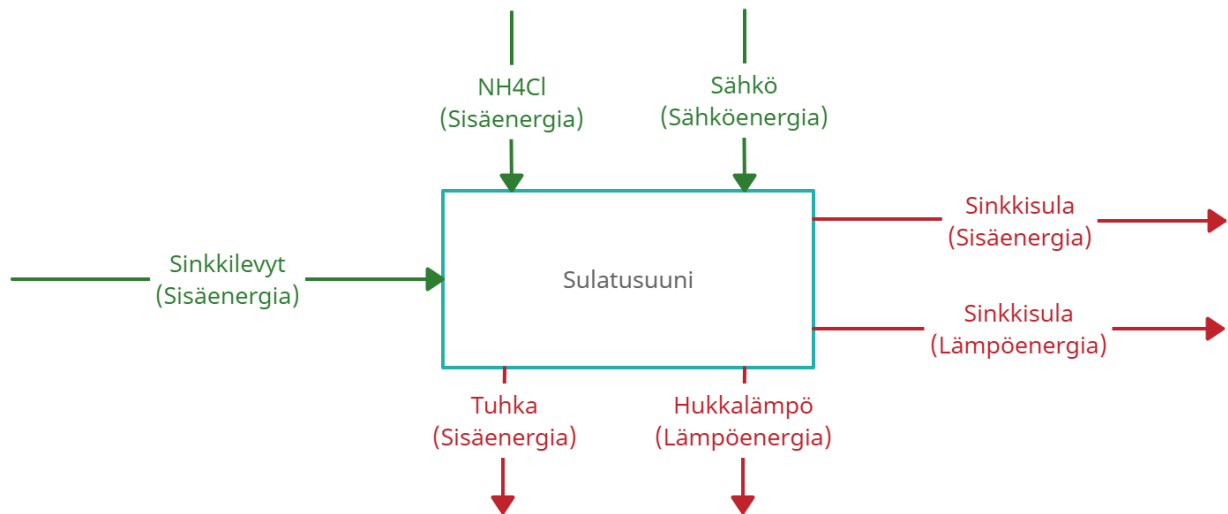 NH4Cl
(Sisäenergia)
Sähkö
(Sähköenergia)
Sinkkilevyt
(Sisäenergia)
Sulatusuuni
Sinkkisula
(Sisäenergia)
Sinkkisula
(Lämpöenergia)
Tuhka
(Sisäenergia)
Hukkalämpö
(Lämpöenergia)